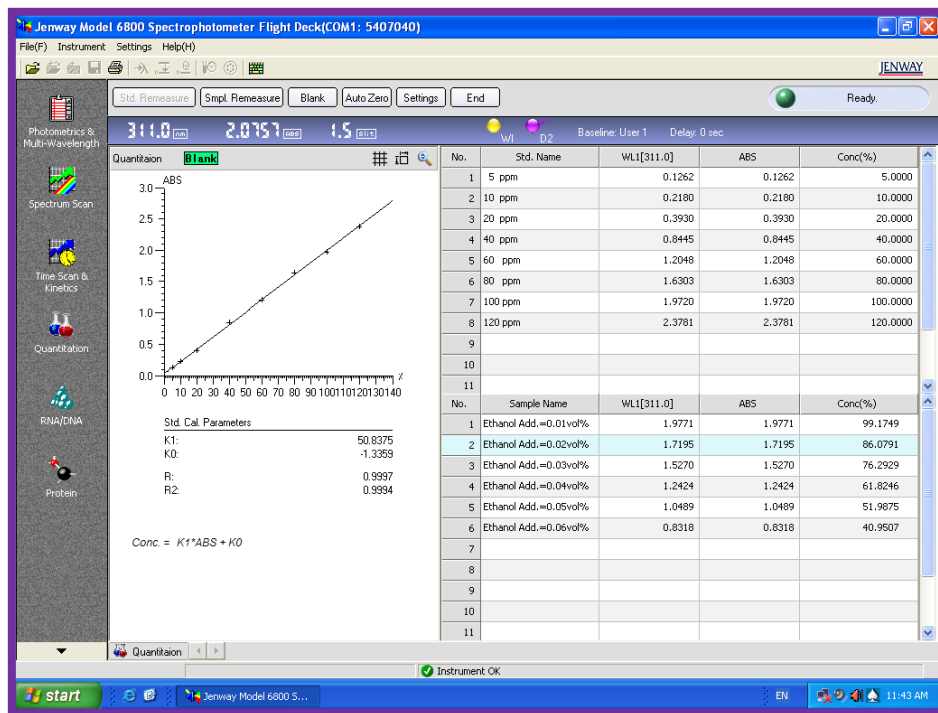 Jenway Model 6800 Spectrophotometer Flight Deck(COM1: 5407040)
File(F) Instrument Settings Help(H)
JENWAY
Std. Remeasure Smpl. Remeasure Blank Auto Zero Settings End Ready.
311.0 nm 2.0757 ABS 1.5 Slit WI D2 Baseline: User 1 Delay: 0 sec
Photometrics &
Multi-Wavelength
Spectrum Scan
Time Scan &
Kinetics
Quantitation
RNA/DNA
Protein
Quantitaion Blank
ABS
3.0
2.5
2.0
1.5
1.0
0.5
0.0
0 10 20 30 40 50 60 70 80 90 100110120130140 %
Std. Cal. Parameters
K1: 50.8375
K0: -1.3359
R: 0.9997
R2: 0.9994
Conc. = K1*ABS + K0
No. Std. Name WL1[311.0] ABS Conc(%)
1 5 ppm 0.1262 0.1262 5.0000
2 10 ppm 0.2180 0.2180 10.0000
3 20 ppm 0.3930 0.3930 20.0000
4 40 ppm 0.8445 0.8445 40.0000
5 60 ppm 1.2048 1.2048 60.0000
6 80 ppm 1.6303 1.6303 80.0000
7 100 ppm 1.9720 1.9720 100.0000
8 120 ppm 2.3781 2.3781 120.0000
9
10
11
No. Sample Name WL1[311.0] ABS Conc(%)
1 Ethanol Add.=0.01vol% 1.9771 1.9771 99.1749
2 Ethanol Add.=0.02vol% 1.7195 1.7195 86.0791
3 Ethanol Add.=0.03vol% 1.5270 1.5270 76.2929
4 Ethanol Add.=0.04vol% 1.2424 1.2424 61.8246
5 Ethanol Add.=0.05vol% 1.0489 1.0489 51.9875
6 Ethanol Add.=0.06vol% 0.8318 0.8318 40.9507
7
8
9
10
11
Quantitaion
Instrument OK
start Jenway Model 6800 S... EN 11:43 AM